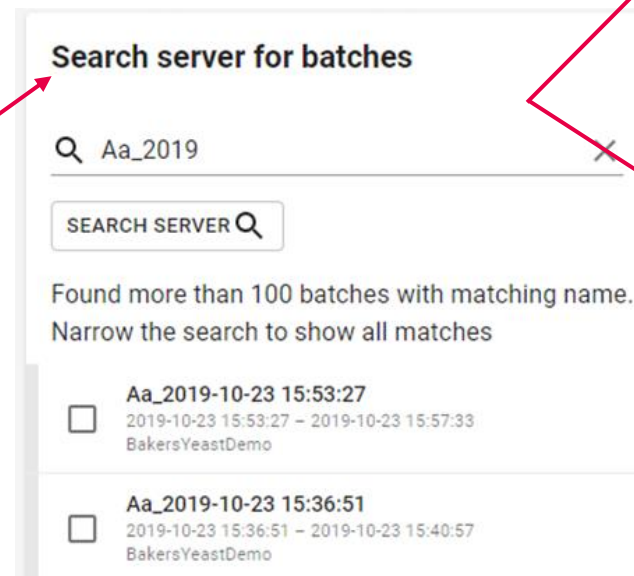 Search server for batches
Aa_2019
SEARCH SERVER
Found more than 100 batches with matching name.
Narrow the search to show all matches
Aa_2019-10-23 15:53:27
2019-10-23 15:53:27 – 2019-10-23 15:57:33
BakersYeastDemo
Aa_2019-10-23 15:36:51
2019-10-23 15:36:51 – 2019-10-23 15:40:57
BakersYeastDemo